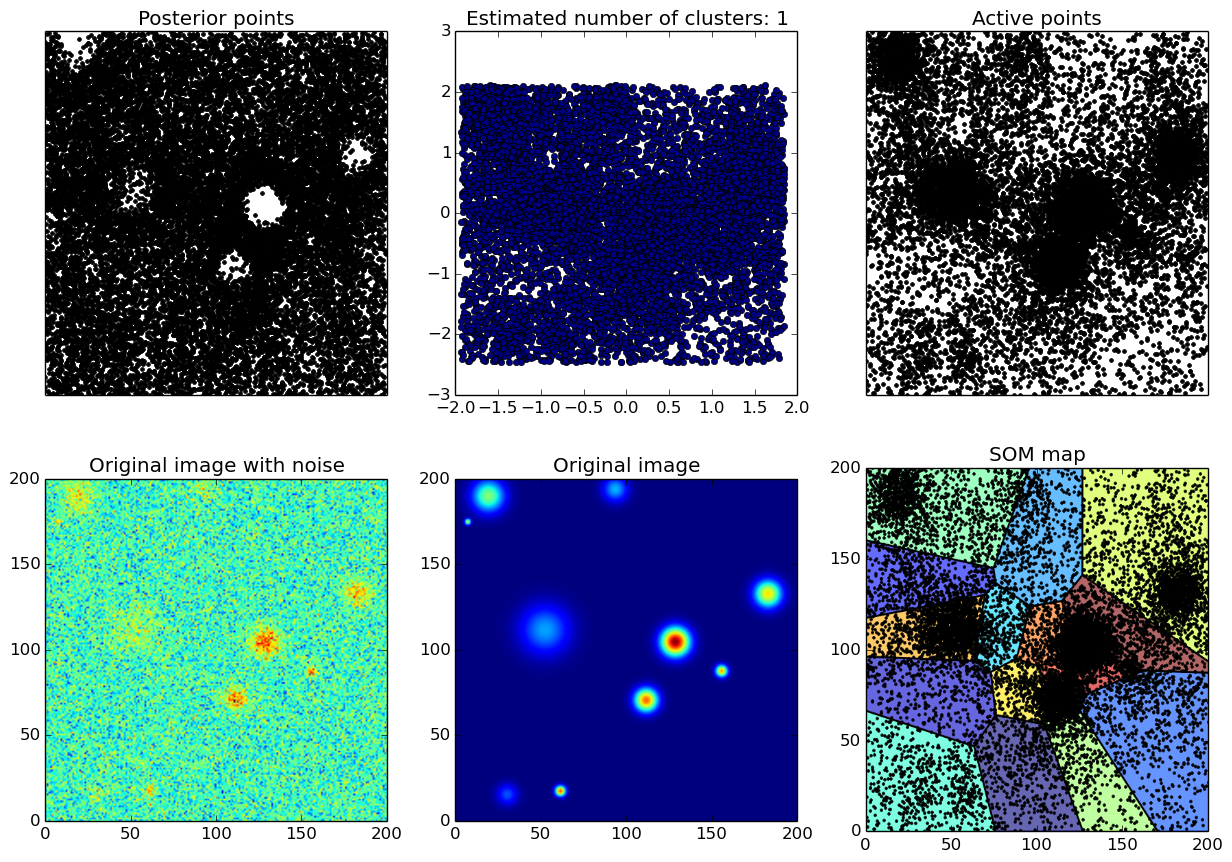 Posterior points
Estimated number of clusters: 1
Active points
3
2
1
0
−1
−2
−3
−2.0 −1.5 −1.0 −0.5 0.0 0.5 1.0 1.5 2.0
Original image with noise
Original image
SOM map
200
150
100
50
0
0 50 100 150 200
200
150
100
50
0
0 50 100 150 200
200
150
100
50
0
0 50 100 150 200